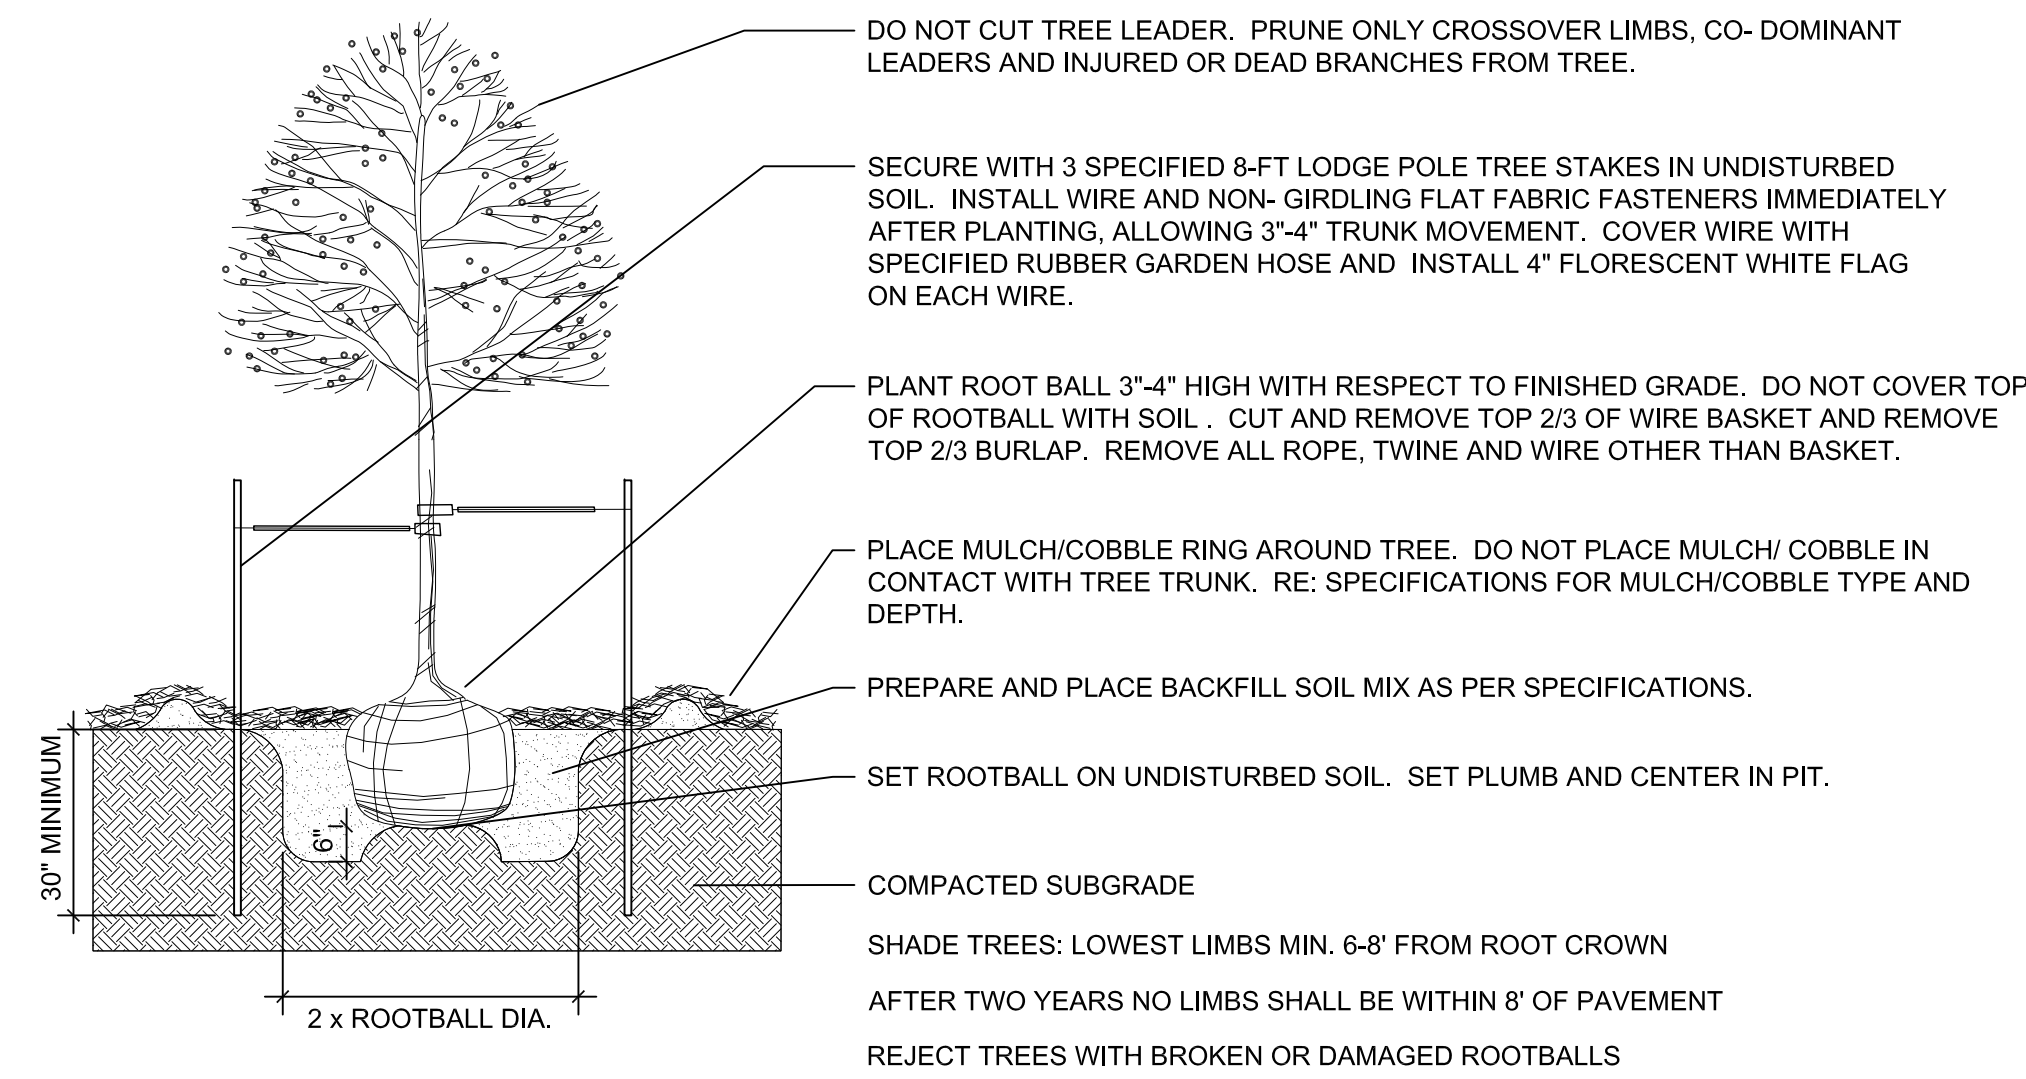 DO NOT CUT TREE LEADER.  PRUNE ONLY CROSSOVER LIMBS, CO- DOMINANT
LEADERS AND INJURED OR DEAD BRANCHES FROM TREE.
SECURE WITH 3 SPECIFIED 8-FT LODGE POLE TREE STAKES IN UNDISTURBED
SOIL.  INSTALL WIRE AND NON- GIRDLING FLAT FABRIC FASTENERS IMMEDIATELY
AFTER PLANTING, ALLOWING 3"-4" TRUNK MOVEMENT.  COVER WIRE WITH
SPECIFIED RUBBER GARDEN HOSE AND  INSTALL 4" FLORESCENT WHITE FLAG
ON EACH WIRE.
PLANT ROOT BALL 3"-4" HIGH WITH RESPECT TO FINISHED GRADE.  DO NOT COVER TOP
OF ROOTBALL WITH SOIL .  CUT AND REMOVE TOP 2/3 OF WIRE BASKET AND REMOVE
TOP 2/3 BURLAP.  REMOVE ALL ROPE, TWINE AND WIRE OTHER THAN BASKET.
PLACE MULCH/COBBLE RING AROUND TREE.  DO NOT PLACE MULCH/ COBBLE IN
CONTACT WITH TREE TRUNK.  RE: SPECIFICATIONS FOR MULCH/COBBLE TYPE AND
DEPTH.
PREPARE AND PLACE BACKFILL SOIL MIX AS PER SPECIFICATIONS.
SET ROOTBALL ON UNDISTURBED SOIL.  SET PLUMB AND CENTER IN PIT.
COMPACTED SUBGRADE
SHADE TREES: LOWEST LIMBS MIN. 6-8' FROM ROOT CROWN
AFTER TWO YEARS NO LIMBS SHALL BE WITHIN 8' OF PAVEMENT
REJECT TREES WITH BROKEN OR DAMAGED ROOTBALLS
30" MINIMUM
6"
2 x ROOTBALL DIA.